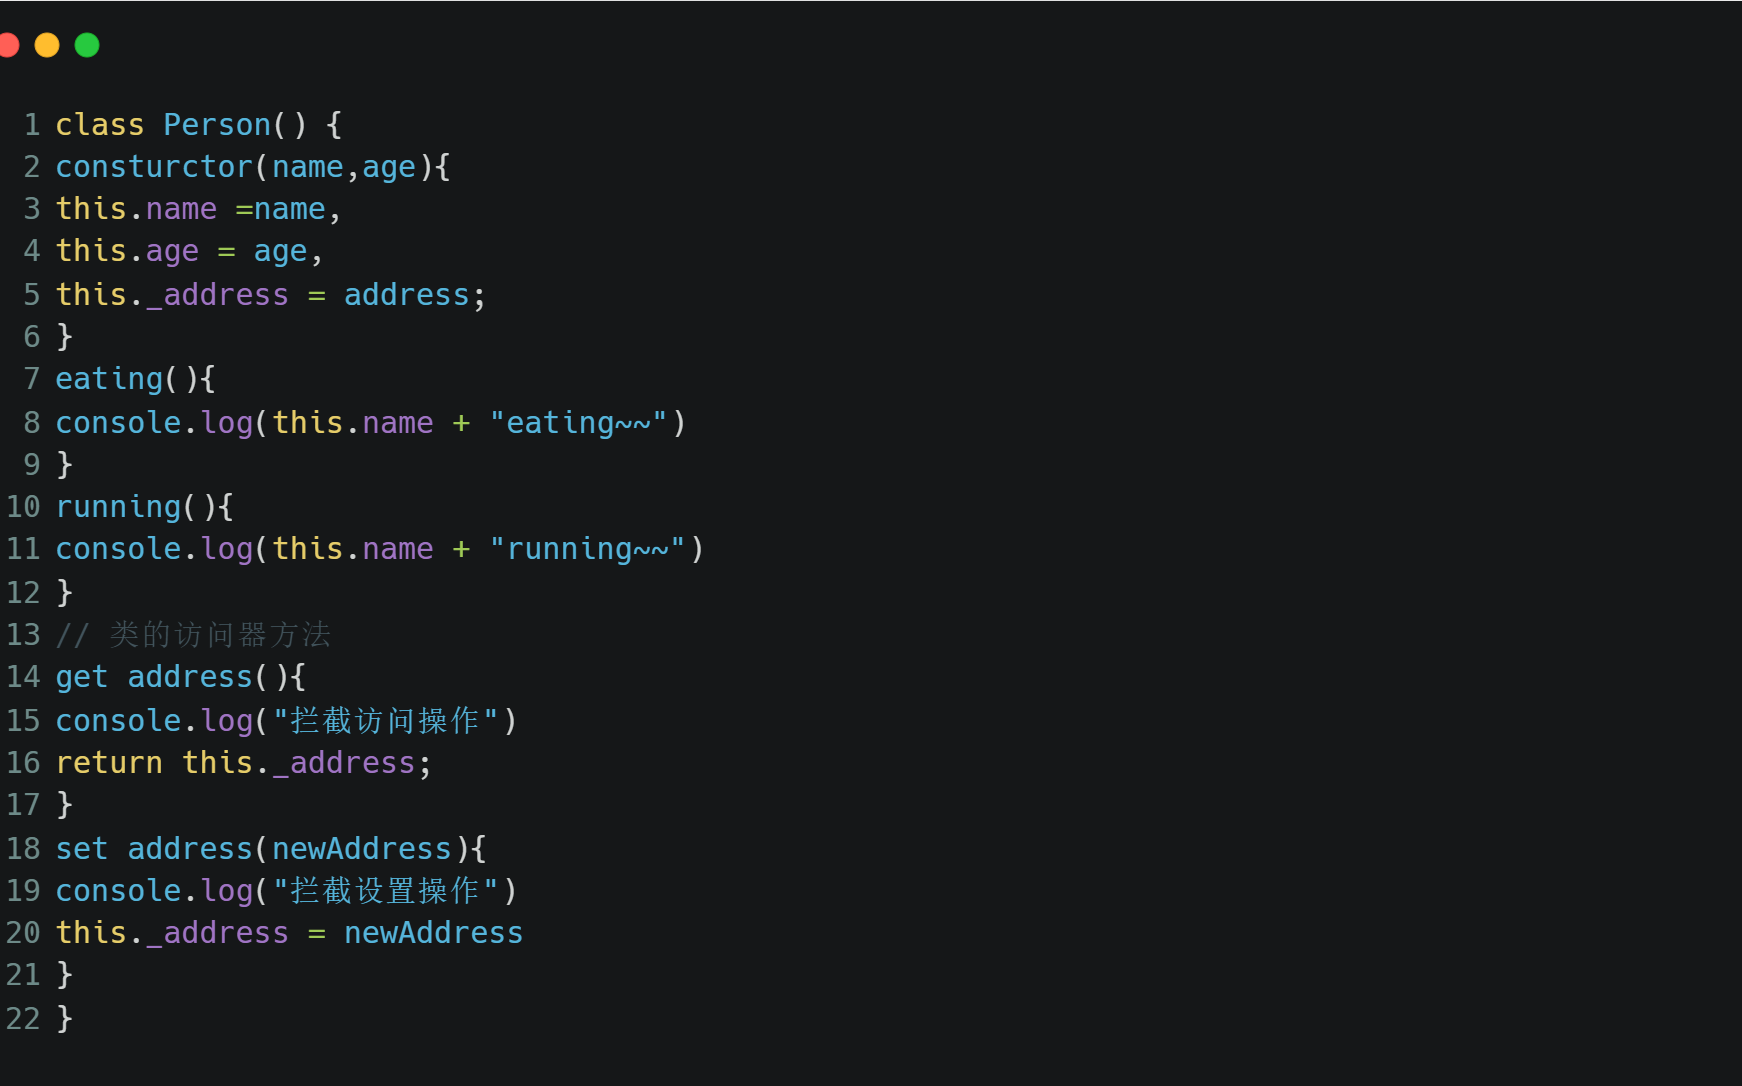 1 class Person() {
2 consturctor(name,age){
3 this.name =name,
4 this.age = age,
5 this._address = address;
6 }
7 eating(){
8 console.log(this.name + "eating~~")
9 }
10 running(){
11 console.log(this.name + "running~~")
12 }
13 // 类的访问器方法
14 get address(){
15 console.log("拦截访问操作")
16 return this._address;
17 }
18 set address(newAddress){
19 console.log("拦截设置操作")
20 this._address = newAddress
21 }
22 }